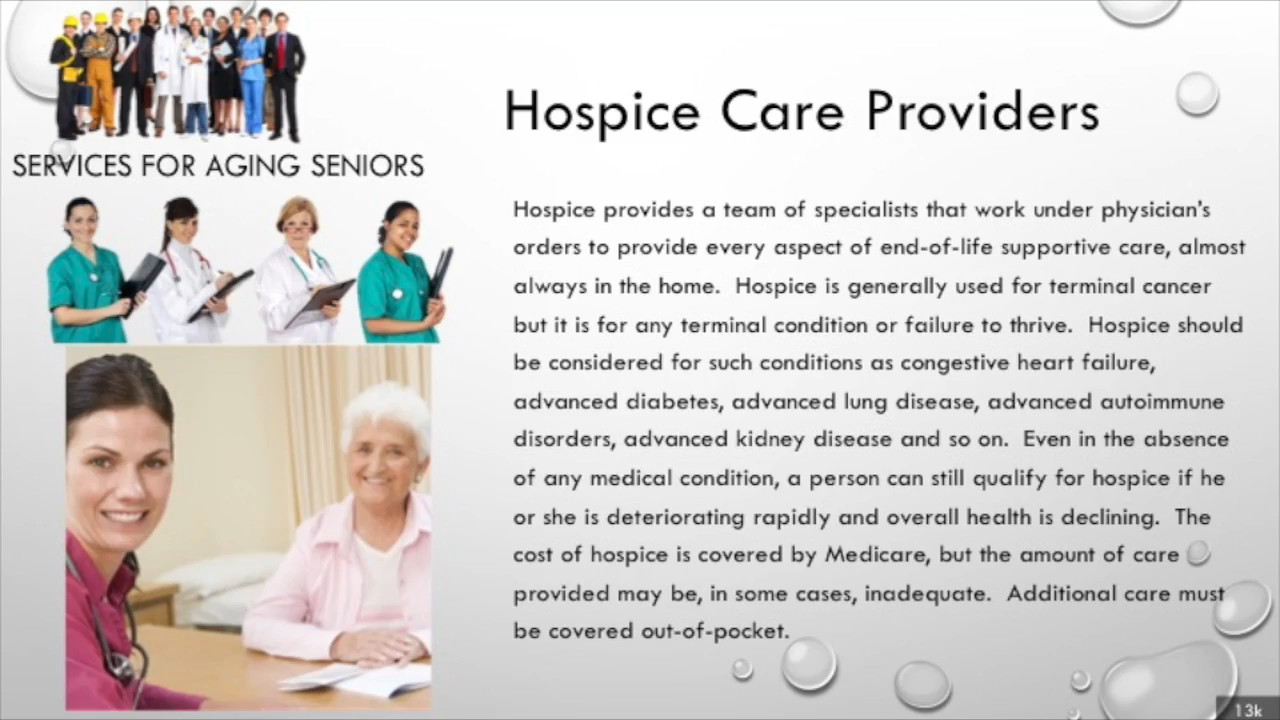 Hospice Care Providers
SERVICES FOR AGING SENIORS
Hospice provides a team of specialists that work under physician's
orders to provide every aspect of end-of-life supportive care, almost
always in the home.  Hospice is generally used for terminal cancer
but it is for any terminal condition or failure to thrive.  Hospice should
be considered for such conditions as congestive heart failure,
advanced diabetes, advanced lung disease, advanced autoimmune
disorders, advanced kidney disease and so on.  Even in the absence
of any medical condition, a person can still qualify for hospice if he
or she is deteriorating rapidly and overall health is declining.  The
cost of hospice is covered by Medicare, but the amount of care
provided may be, in some cases, inadequate.  Additional care must
be covered out-of-pocket.
13k